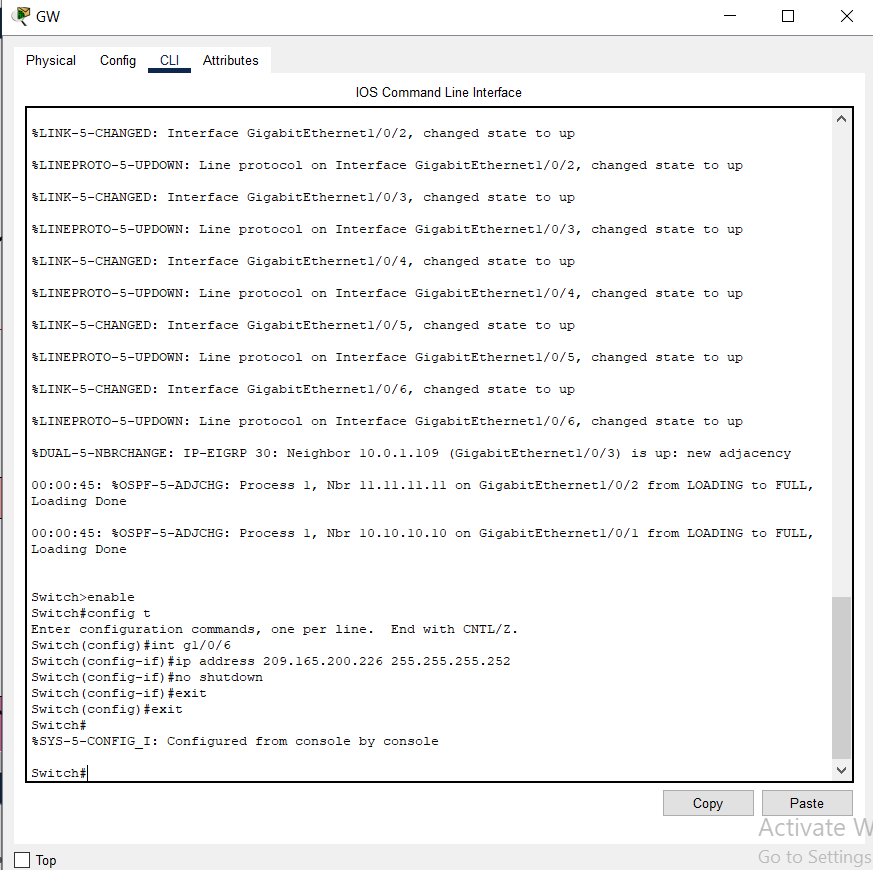 GW
Physical Config CLI Attributes
IOS Command Line Interface
%LINK-5-CHANGED: Interface GigabitEthernet1/0/2, changed state to up
%LINEPROTO-5-UPDOWN: Line protocol on Interface GigabitEthernet1/0/2, changed state to up
%LINK-5-CHANGED: Interface GigabitEthernet1/0/3, changed state to up
%LINEPROTO-5-UPDOWN: Line protocol on Interface GigabitEthernet1/0/3, changed state to up
%LINK-5-CHANGED: Interface GigabitEthernet1/0/4, changed state to up
%LINEPROTO-5-UPDOWN: Line protocol on Interface GigabitEthernet1/0/4, changed state to up
%LINK-5-CHANGED: Interface GigabitEthernet1/0/5, changed state to up
%LINEPROTO-5-UPDOWN: Line protocol on Interface GigabitEthernet1/0/5, changed state to up
%LINK-5-CHANGED: Interface GigabitEthernet1/0/6, changed state to up
%LINEPROTO-5-UPDOWN: Line protocol on Interface GigabitEthernet1/0/6, changed state to up
%DUAL-5-NBRCHANGE: IP-EIGRP 30: Neighbor 10.0.1.109 (GigabitEthernet1/0/3) is up: new adjacency
00:00:45: %OSPF-5-ADJCHG: Process 1, Nbr 11.11.11.11 on GigabitEthernet1/0/2 from LOADING to FULL,
Loading Done
00:00:45: %OSPF-5-ADJCHG: Process 1, Nbr 10.10.10.10 on GigabitEthernet1/0/1 from LOADING to FULL,
Loading Done
Switch>enable
Switch#config t
Enter configuration commands, one per line.  End with CNTL/Z.
Switch(config)#int g1/0/6
Switch(config-if)#ip address 209.165.200.226 255.255.255.252
Switch(config-if)#no shutdown
Switch(config-if)#exit
Switch(config)#exit
Switch#
%SYS-5-CONFIG_I: Configured from console by console
Switch#
Copy Paste
Activate W
Go to Settings
Top